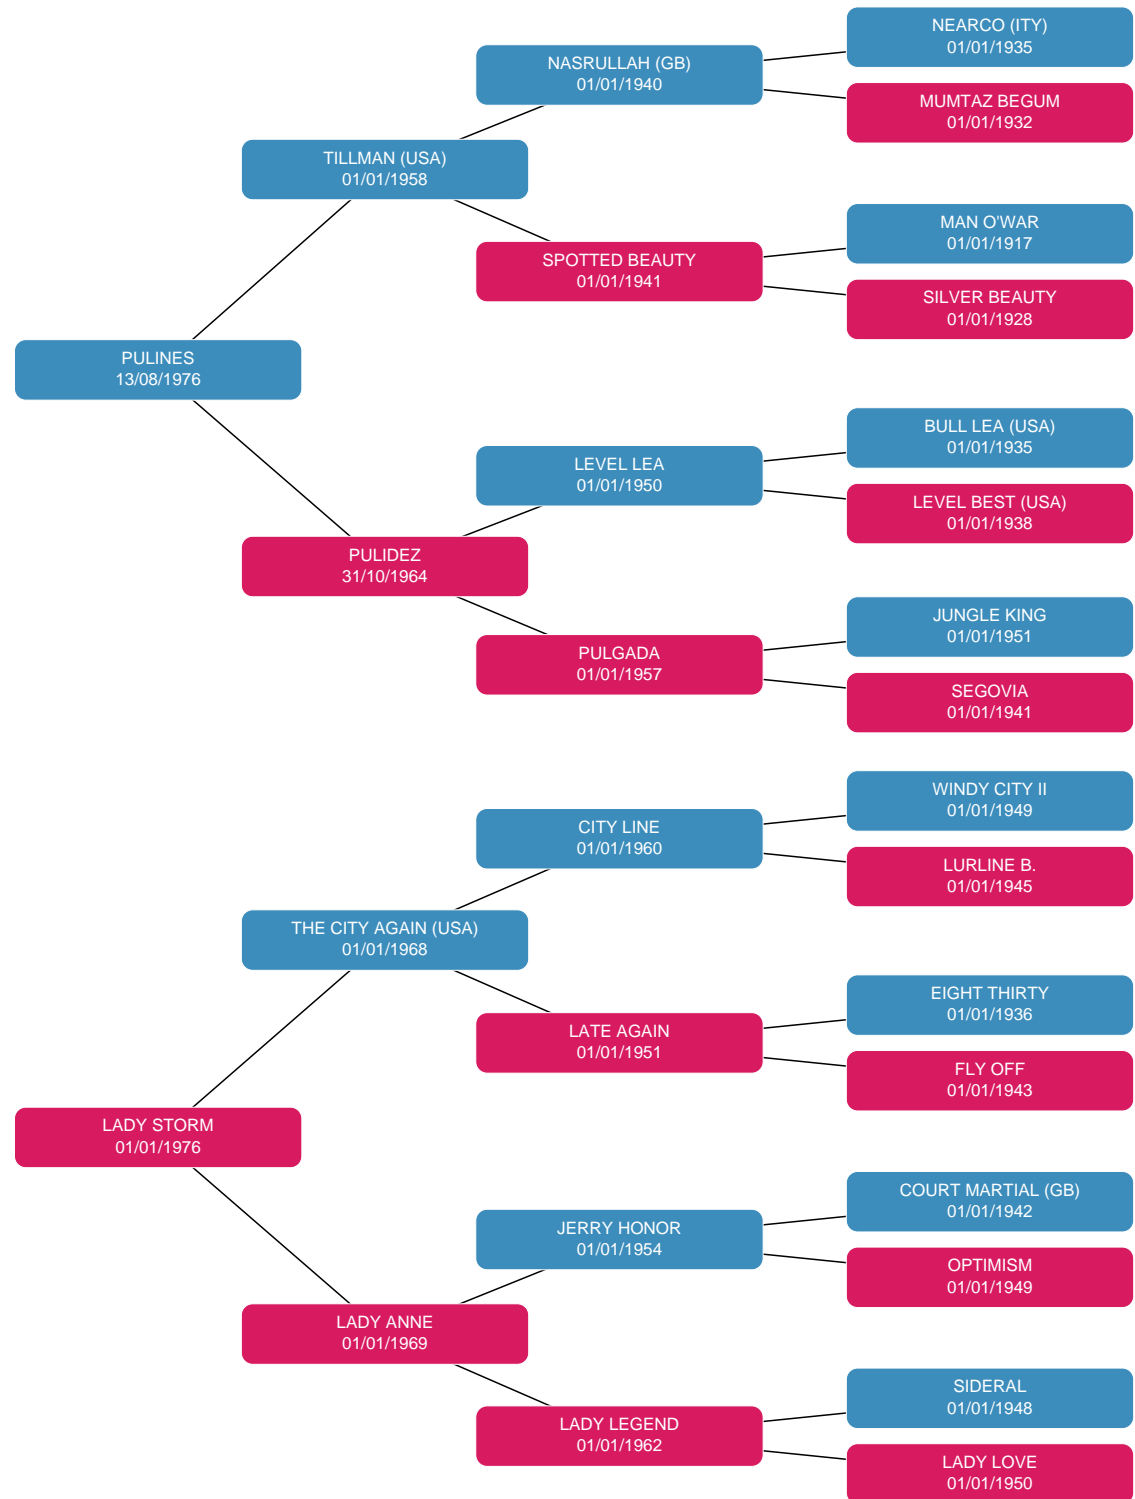 NEARCO (ITY)
01/01/1935
NASRULLAH (GB)
01/01/1940
MUMTAZ BEGUM
01/01/1932
TILLMAN (USA)
01/01/1958
MAN O'WAR
01/01/1917
SPOTTED BEAUTY
01/01/1941
SILVER BEAUTY
01/01/1928
PULINES
13/08/1976
BULL LEA (USA)
01/01/1935
LEVEL LEA
01/01/1950
LEVEL BEST (USA)
01/01/1938
PULIDEZ
31/10/1964
JUNGLE KING
01/01/1951
PULGADA
01/01/1957
SEGOVIA
01/01/1941
WINDY CITY II
01/01/1949
CITY LINE
01/01/1960
LURLINE B.
01/01/1945
THE CITY AGAIN (USA)
01/01/1968
EIGHT THIRTY
01/01/1936
LATE AGAIN
01/01/1951
FLY OFF
01/01/1943
LADY STORM
01/01/1976
COURT MARTIAL (GB)
01/01/1942
JERRY HONOR
01/01/1954
OPTIMISM
01/01/1949
LADY ANNE
01/01/1969
SIDERAL
01/01/1948
LADY LEGEND
01/01/1962
LADY LOVE
01/01/1950